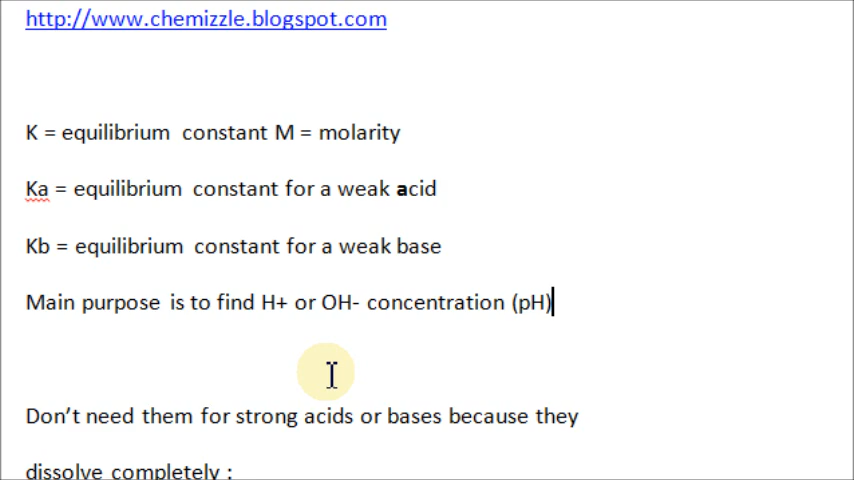 http://www.chemizzle.blogspot.com
K = equilibrium constant M = molarity
Ka = equilibrium constant for a weak acid
Kb = equilibrium constant for a weak base
Main purpose is to find H+ or OH- concentration (pH)
Don't need them for strong acids or bases because they
dissolve completely :